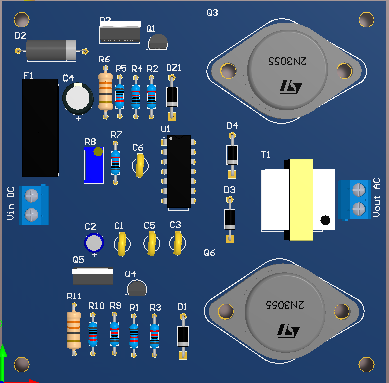 Q3
D2
R?
Q1
F1
C4
R6
R5
R4
R2
DZ1
2N3055
ST
U1
R8
R7
C6
D4
T1
Vin DC
Vout AC
D3
C2
C1
C5
C3
Q6
Q5
Q4
2N3055
ST
R11
R10
R9
R1
R3
D1